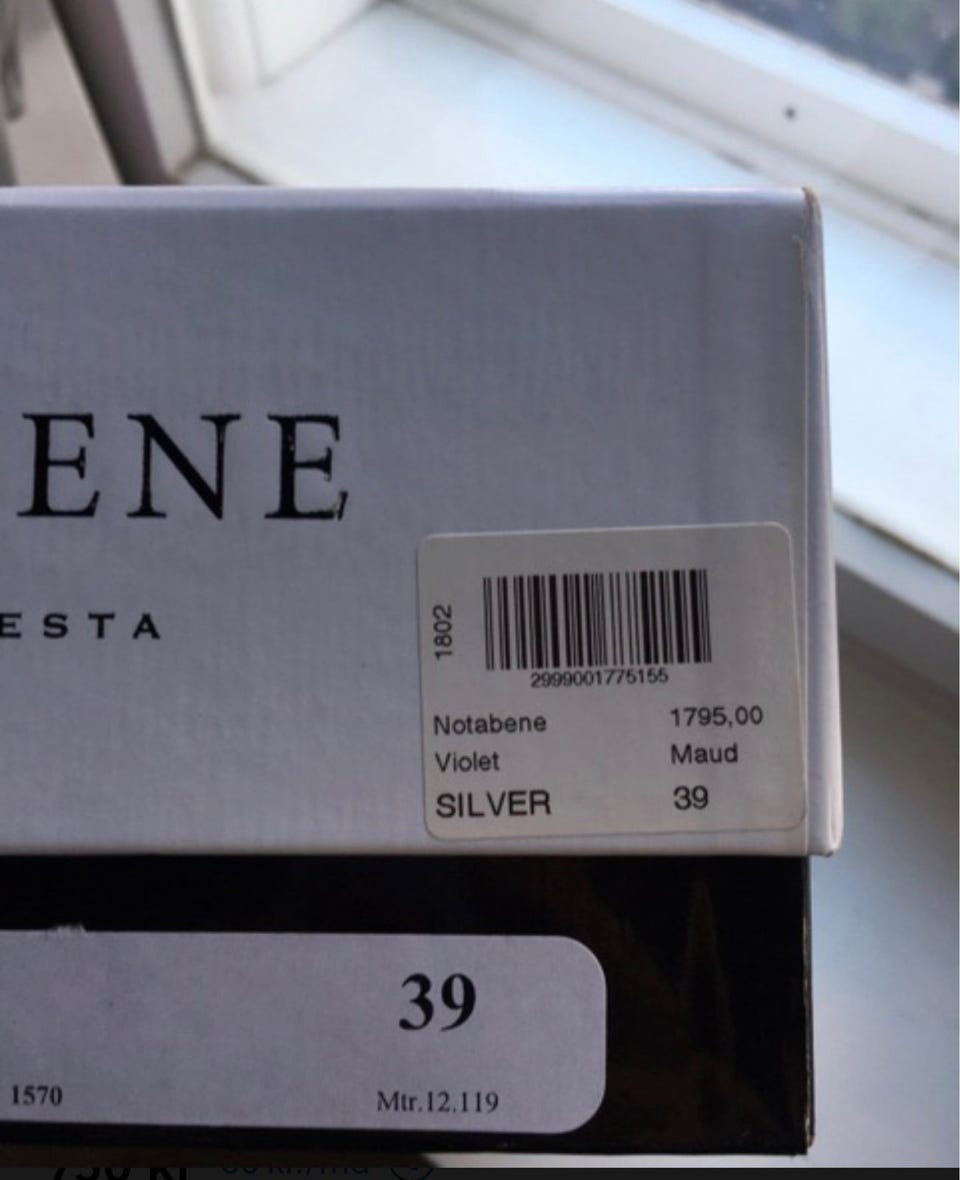 ENE
ESTA
1802
2999001775155
Notabene 1795,00
Violet Maud
SILVER 39
39
1570 Mtr.12.119